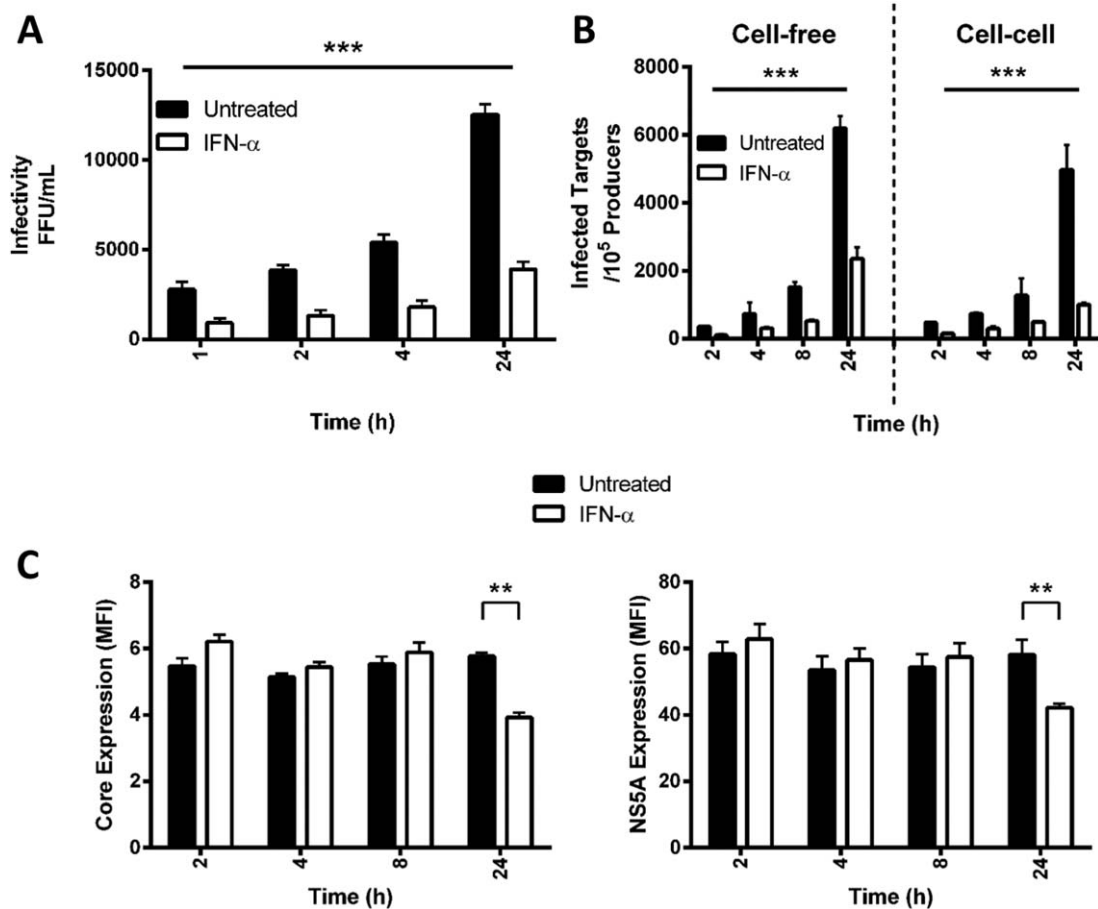 A
***
15000
10000
5000
0
Infectivity
FFU/mL
Untreated
IFN-α
1
2
4
24
Time (h)
B
Cell-free
Cell-cell
***
***
8000
6000
4000
2000
0
Infected Targets
/10⁵ Producers
Untreated
IFN-α
2
4
8
24
2
4
8
24
Time (h)
Untreated
IFN-α
C
8
6
4
2
0
Core Expression (MFI)
**
2
4
8
24
Time (h)
80
60
40
20
0
NS5A Expression (MFI)
**
2
4
8
24
Time (h)